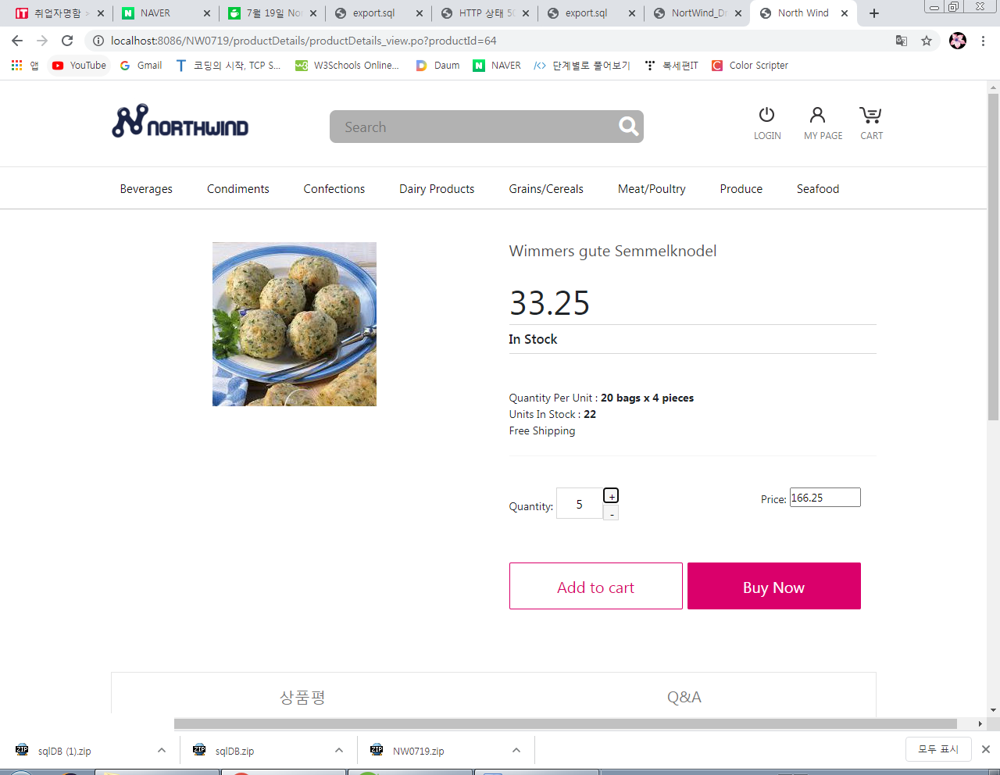 취업자명함
NAVER
7월 19일 Nor
export.sql
HTTP 상태 50
export.sql
NortWind_Dr
North Wind
localhost:8086/NW0719/productDetails/productDetails_view.po?productId=64
앱
YouTube
Gmail
코딩의 시작, TCP S...
W3Schools Online...
Daum
NAVER
단계별로 풀어보기
복세편IT
Color Scripter
NORTHWIND
Search
LOGIN
MY PAGE
CART
Beverages
Condiments
Confections
Dairy Products
Grains/Cereals
Meat/Poultry
Produce
Seafood
Wimmers gute Semmelknodel
33.25
In Stock
Quantity Per Unit : 20 bags x 4 pieces
Units In Stock : 22
Free Shipping
Quantity: 5 + -
Price: 166.25
Add to cart
Buy Now
상품평
Q&A
sqlDB (1).zip
sqlDB.zip
NW0719.zip
모두 표시